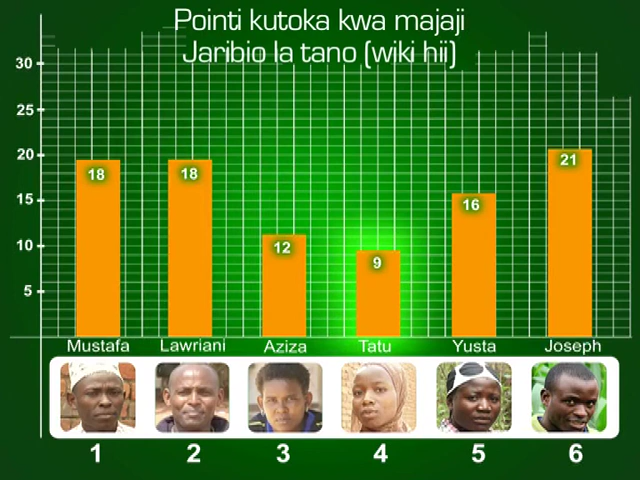 Pointi kutoka kwa majaji
Jaribio la tano (wiki hii)
30
25
20
15
10
5
18
18
12
9
16
21
Mustafa
Lawriani
Aziza
Tatu
Yusta
Joseph
1
2
3
4
5
6